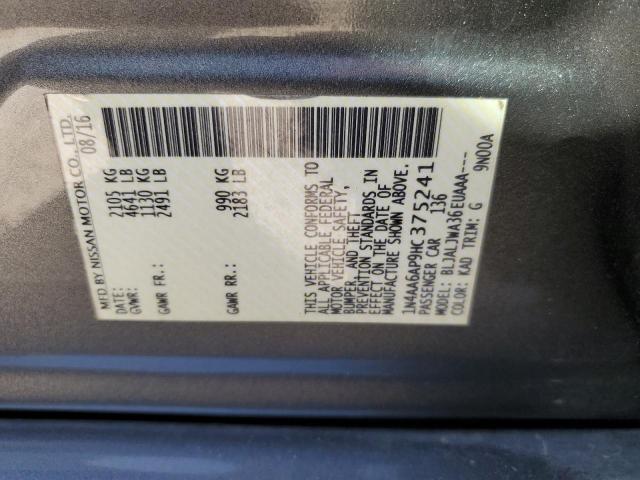 MFD BY NISSAN MOTOR CO., LTD.
DATE: 08/16
GVWR: 2105 KG
4641 LB
GAWR FR: 1130 KG
2491 LB
GAWR RR: 990 KG
2183 LB
THIS VEHICLE CONFORMS TO
ALL APPLICABLE FEDERAL
MOTOR VEHICLE SAFETY,
BUMPER, AND THEFT
PREVENTION STANDARDS IN
EFFECT ON THE DATE OF
MANUFACTURE SHOWN ABOVE.
1N4AA6AP9HC375241
PASSENGER CAR 136
MODEL: BLJALJWA36EUAAA---
COLOR: KAD TRIM: G 9N00A